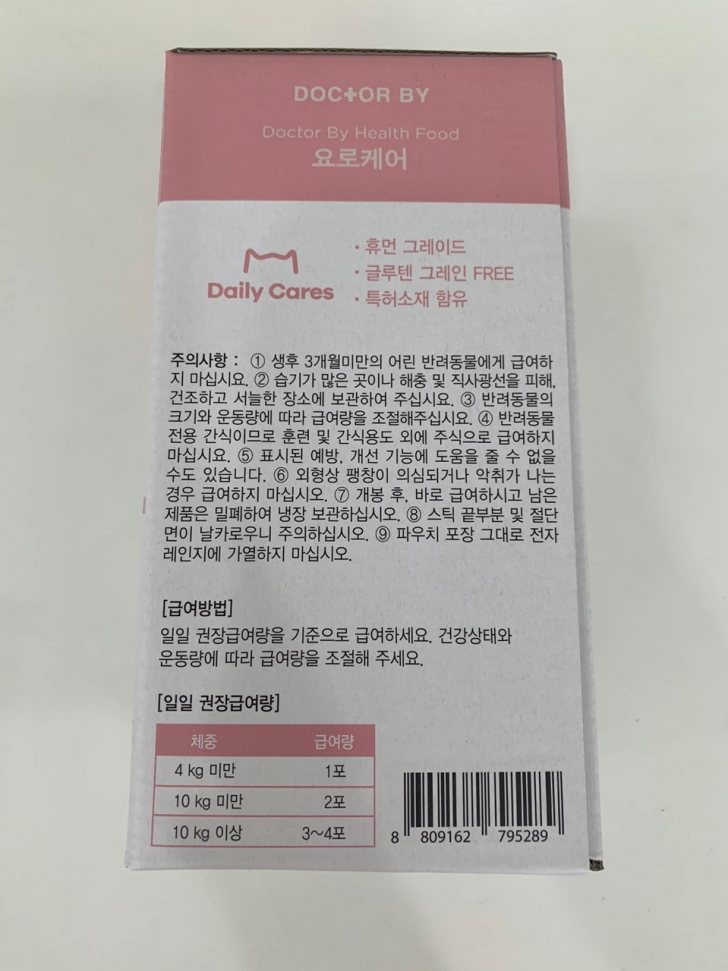 DOCTOR BY
Doctor By Health Food
요로케어
Daily Cares
· 휴먼 그레이드
· 글루텐 그레인 FREE
· 특허소재 함유
주의사항 : ① 생후 3개월미만의 어린 반려동물에게 급여하
지 마십시요. ② 습기가 많은 곳이나 해충 및 직사광선을 피해,
건조하고 서늘한 장소에 보관하여 주십시요. ③ 반려동물의
크기와 운동량에 따라 급여량을 조절해주십시요. ④ 반려동물
전용 간식이므로 훈련 및 간식용도 외에 주식으로 급여하지
마십시요. ⑤ 표시된 예방, 개선 기능에 도움을 줄 수 없을
수도 있습니다. ⑥ 외형상 팽창이 의심되거나 악취가 나는
경우 급여하지 마십시오. ⑦ 개봉 후, 바로 급여하시고 남은
제품은 밀폐하여 냉장 보관하십시오. ⑧ 스틱 끝부분 및 절단
면이 날카로우니 주의하십시오. ⑨ 파우치 포장 그대로 전자
레인지에 가열하지 마십시오.
[급여방법]
일일 권장급여량을 기준으로 급여하세요. 건강상태와
운동량에 따라 급여량을 조절해 주세요.
[일일 권장급여량]
체중 급여량
4 kg 미만 1포
10 kg 미만 2포
10 kg 이상 3~4포
8 809162 795289